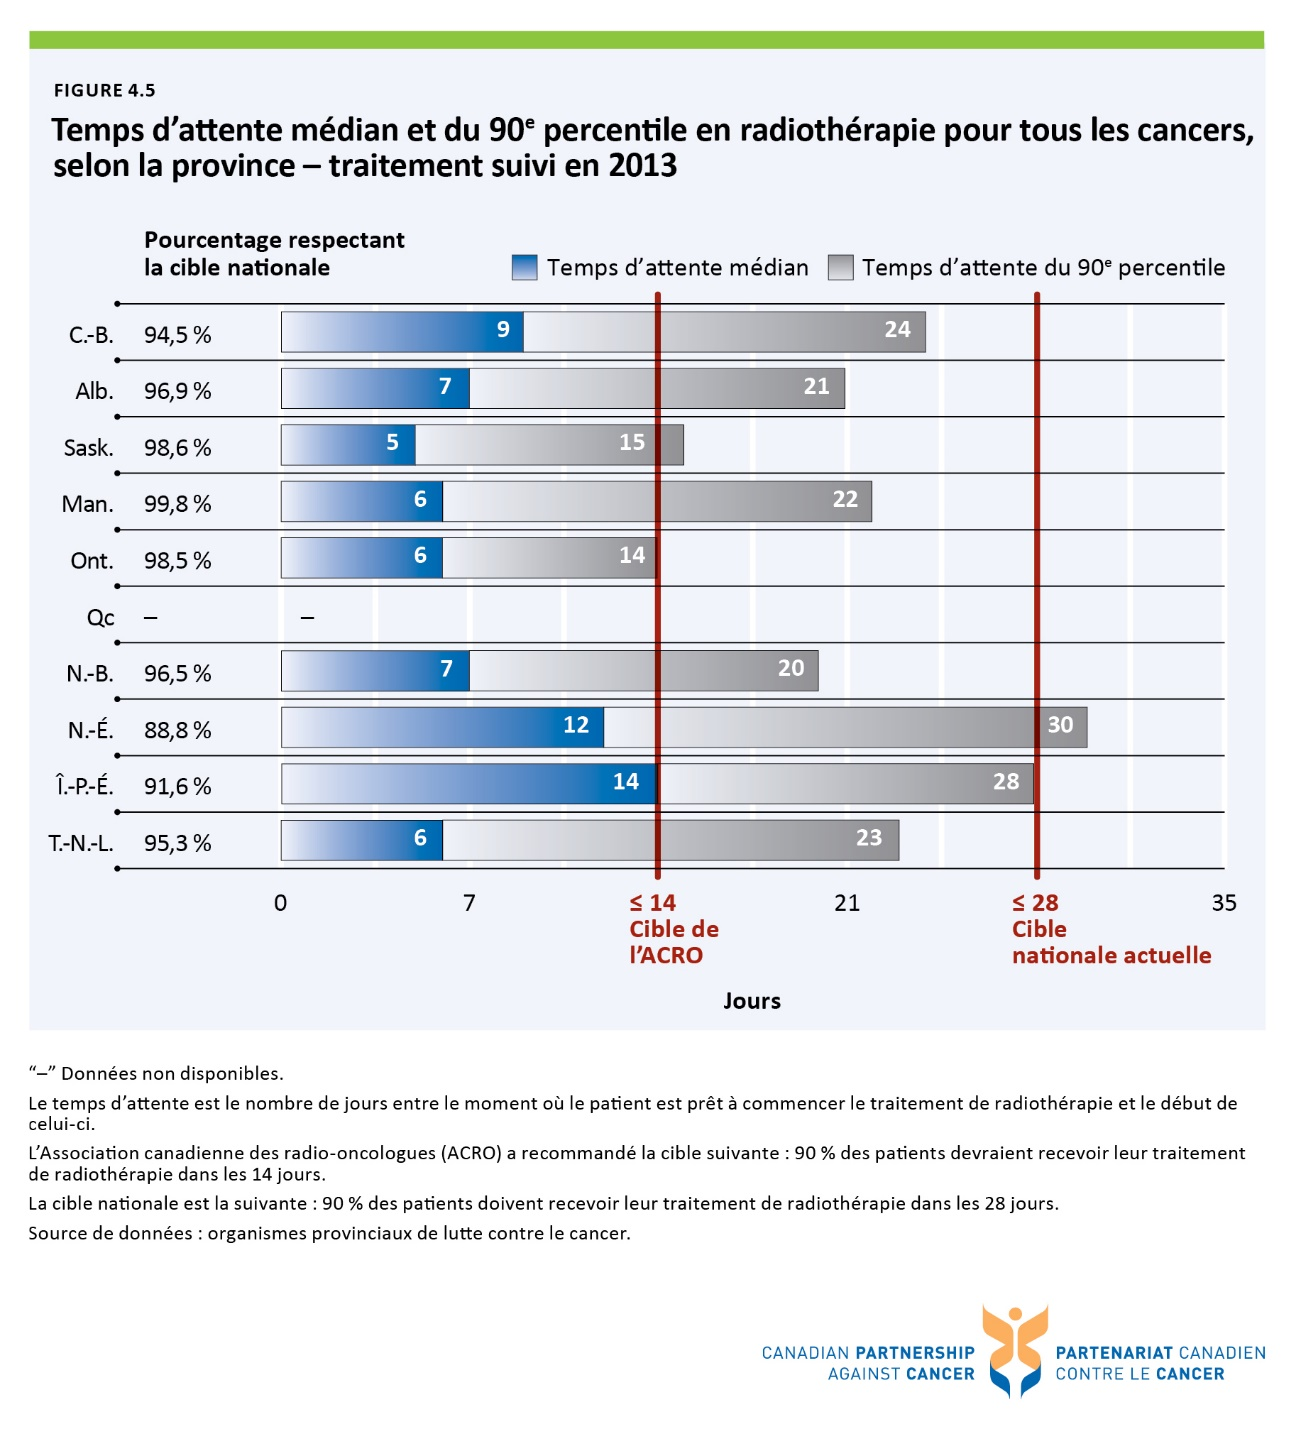 FIGURE 4.5
Temps d’attente médian et du 90e percentile en radiothérapie pour tous les cancers,
selon la province – traitement suivi en 2013
Pourcentage respectant
la cible nationale
Temps d’attente médian
Temps d’attente du 90e percentile
C.-B. 94,5 % 9 24
Alb. 96,9 % 7 21
Sask. 98,6 % 5 15
Man. 99,8 % 6 22
Ont. 98,5 % 6 14
Qc – –
N.-B. 96,5 % 7 20
N.-É. 88,8 % 12 30
Î.-P.-É. 91,6 % 14 28
T.-N.-L. 95,3 % 6 23
0 7 ≤ 14 21 ≤ 28 35
Cible de
l’ACRO
Cible
nationale actuelle
Jours
“–” Données non disponibles.
Le temps d’attente est le nombre de jours entre le moment où le patient est prêt à commencer le traitement de radiothérapie et le début de
celui-ci.
L’Association canadienne des radio-oncologues (ACRO) a recommandé la cible suivante : 90 % des patients devraient recevoir leur traitement
de radiothérapie dans les 14 jours.
La cible nationale est la suivante : 90 % des patients doivent recevoir leur traitement de radiothérapie dans les 28 jours.
Source de données : organismes provinciaux de lutte contre le cancer.
CANADIAN PARTNERSHIP
AGAINST CANCER
PARTENARIAT CANADIEN
CONTRE LE CANCER